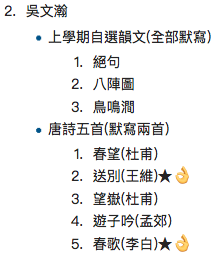 2. 吳文瀚
• 上學期自選韻文(全部默寫)
1. 絕句
2. 八陣圖
3. 鳥鳴澗
• 唐詩五首(默寫兩首)
1. 春望(杜甫)
2. 送別(王維)★👌
3. 望嶽(杜甫)
4. 遊子吟(孟郊)
5. 春歌(李白)★👌